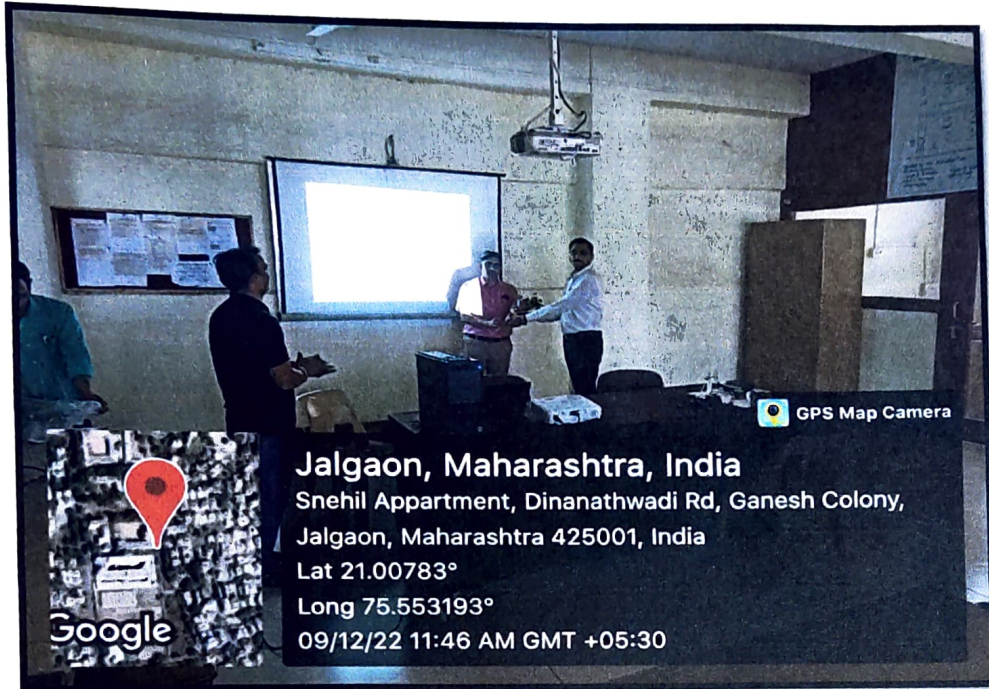 GPS Map Camera
Jalgaon, Maharashtra, India
Snehil Appartment, Dinanathwadi Rd, Ganesh Colony,
Jalgaon, Maharashtra 425001, India
Lat 21.00783°
Long 75.553193°
09/12/22 11:46 AM GMT +05:30
Google